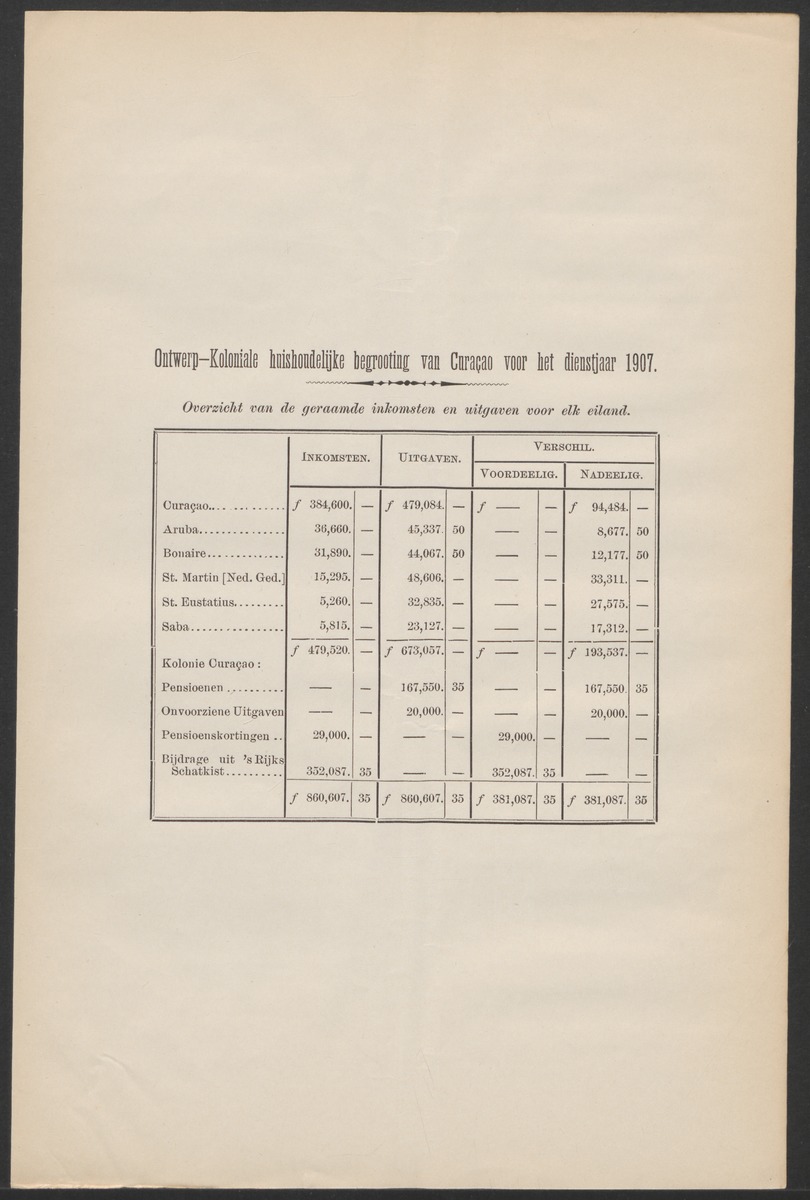 Ontwerp—Koloniale huishoudelijke begrooting van Curaçao voor het dienstjaar 1907.
Overzicht van de geraamde inkomsten en uitgaven voor elk eiland.
INKOMSTEN. UITGAVEN. VERSCHIL.
VOORDEELIG. NADEELIG.
Curaçao............... f 384,600. — f 479,084. — f — — f 94,484. —
Aruba............... 36,660. — 45,337. 50 — — 8,677. 50
Bonaire.............. 31,890. — 44,067. 50 — — 12,177. 50
St. Martin [Ned. Ged.] 15,295. — 48,606. — — — 33,311. —
St. Eustatius......... 5,260. — 32,835. — — — 27,575. —
Saba................ 5,815. — 23,127. — — — 17,312. —
f 479,520. — f 673,057. — f — — f 193,537. —
Kolonie Curaçao :
Pensioenen .......... — — 167,550. 35 — — 167,550. 35
Onvoorziene Uitgaven — — 20,000. — — — 20,000. —
Pensioenskortingen .. 29,000. — — — 29,000. — — —
Bijdrage uit 's Rijks
Schatkist.......... 352,087. 35 — — 352,087. 35 — —
f 860,607. 35 f 860,607. 35 f 381,087. 35 f 381,087. 35